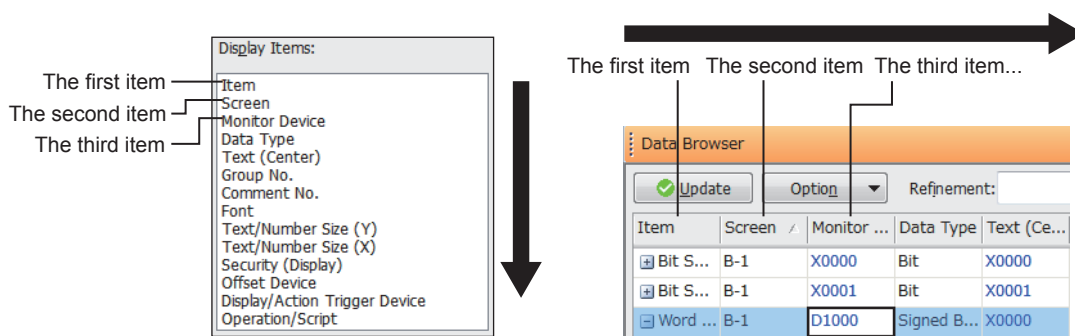 Display Items:
The first item
The second item
The third item
Item
Screen
Monitor Device
Data Type
Text (Center)
Group No.
Comment No.
Font
Text/Number Size (Y)
Text/Number Size (X)
Security (Display)
Offset Device
Display/Action Trigger Device
Operation/Script
The first item The second item The third item...
Data Browser
Update Option Refinement:
Item Screen Monitor ... Data Type Text (Ce...
Bit S... B-1 X0000 Bit X0000
Bit S... B-1 X0001 Bit X0001
Word ... B-1 D1000 Signed B... X0000